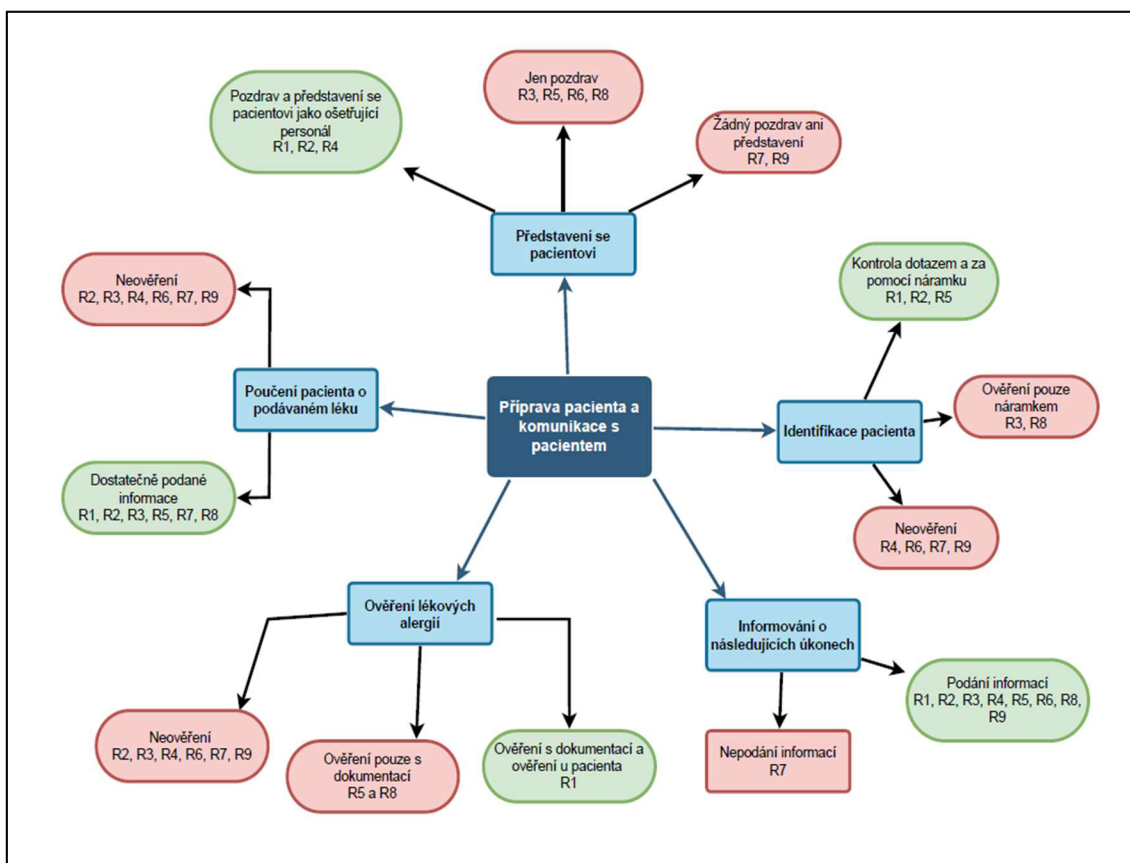 Jen pozdrav
R3, R5, R6, R8
Pozdrav a představení se
pacientovi jako ošetřující
personál
R1, R2, R4
Žádný pozdrav ani
představení
R7, R9
Představení se
pacientovi
Neověření
R2, R3, R4, R6, R7, R9
Kontrola dotazem a za
pomocí náramku
R1, R2, R5
Poučení pacienta o
podávaném léku
Příprava pacienta a
komunikace s
pacientem
Ověření pouze
náramkem
R3, R8
Identifikace pacienta
Dostatečně podané
informace
R1, R2, R3, R5, R7, R8
Neověření
R4, R6, R7, R9
Ověření lékových
alergií
Informování o
následujících úkonech
Podání informací
R1, R2, R3, R4, R5, R6, R8,
R9
Neověření
R2, R3, R4, R6, R7, R9
Ověření pouze s
dokumentací
R5 a R8
Ověření s dokumentací a
ověření u pacienta
R1
Nepodání informací
R7